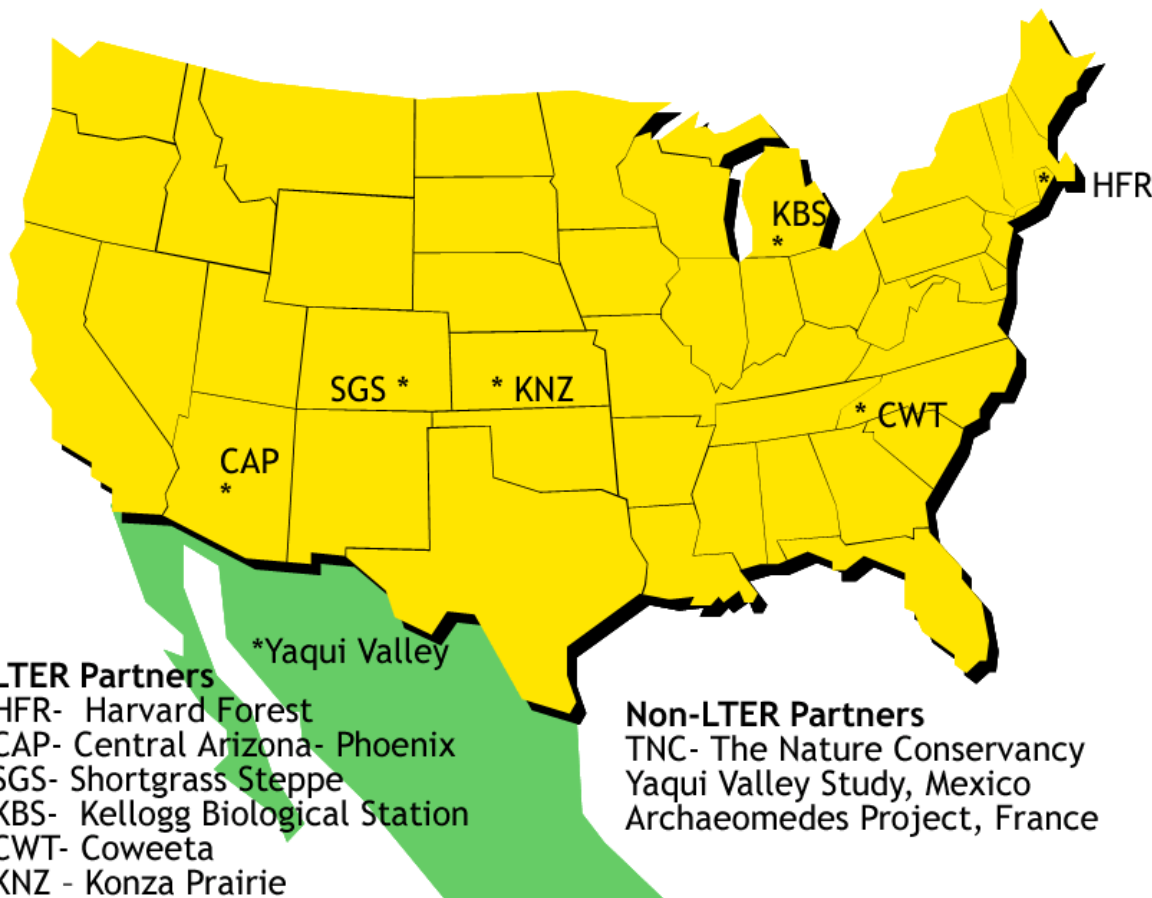 HFR
KBS
*
*
SGS *
* KNZ
* CWT
CAP
*
*Yaqui Valley
LTER Partners
HFR- Harvard Forest
CAP- Central Arizona- Phoenix
SGS- Shortgrass Steppe
KBS- Kellogg Biological Station
CWT- Coweeta
KNZ – Konza Prairie
Non-LTER Partners
TNC- The Nature Conservancy
Yaqui Valley Study, Mexico
Archaeomedes Project, France